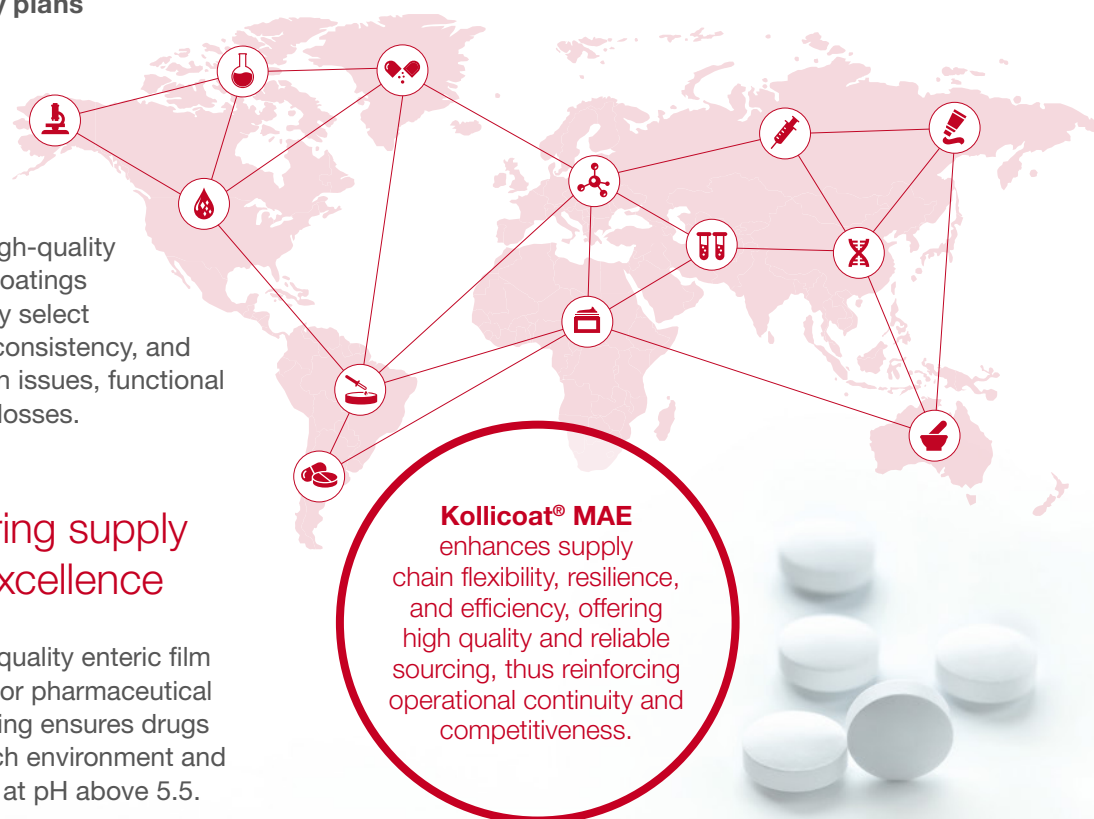 y plans
gh-quality
oatings
y select
consistency, and
n issues, functional
losses.
ring supply
xcellence
quality enteric film
or pharmaceutical
ing ensures drugs
ch environment and
at pH above 5.5.
Kollicoat® MAE
enhances supply
chain flexibility, resilience,
and efficiency, offering
high quality and reliable
sourcing, thus reinforcing
operational continuity and
competitiveness.